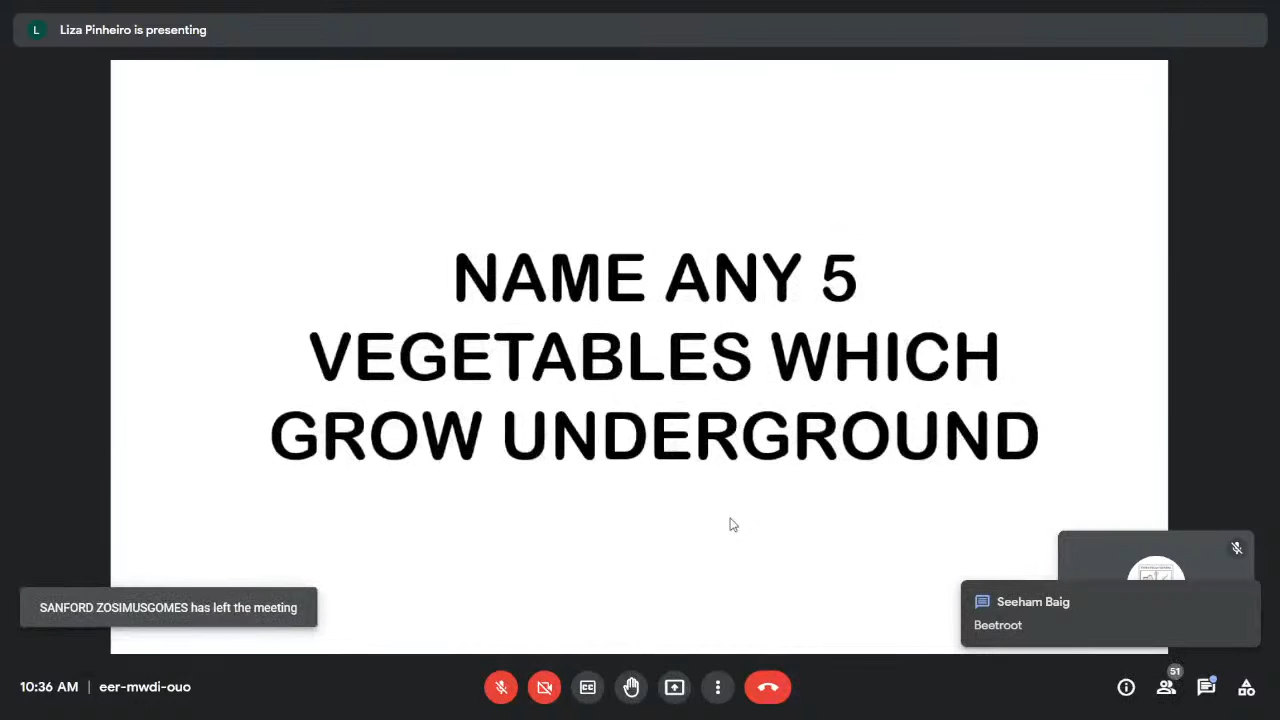 L Liza Pinheiro is presenting
NAME ANY 5
VEGETABLES WHICH
GROW UNDERGROUND
SANFORD ZOSIMUSGOMES has left the meeting
Seeham Baig
Beetroot
10:36 AM | eer-mwdi-ouo
CC
51